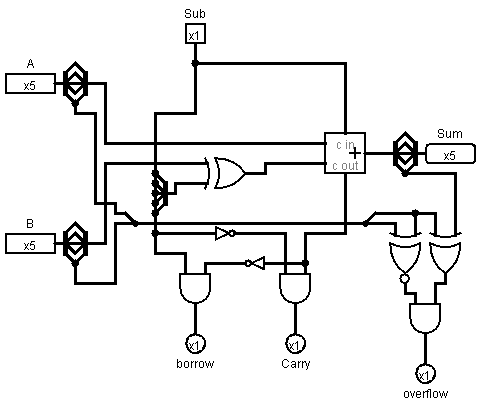 Sub
x1
A
x5
Sum
c in
+
x5
c out
B
x5
x1
x1
borrow
Carry
x1
overflow